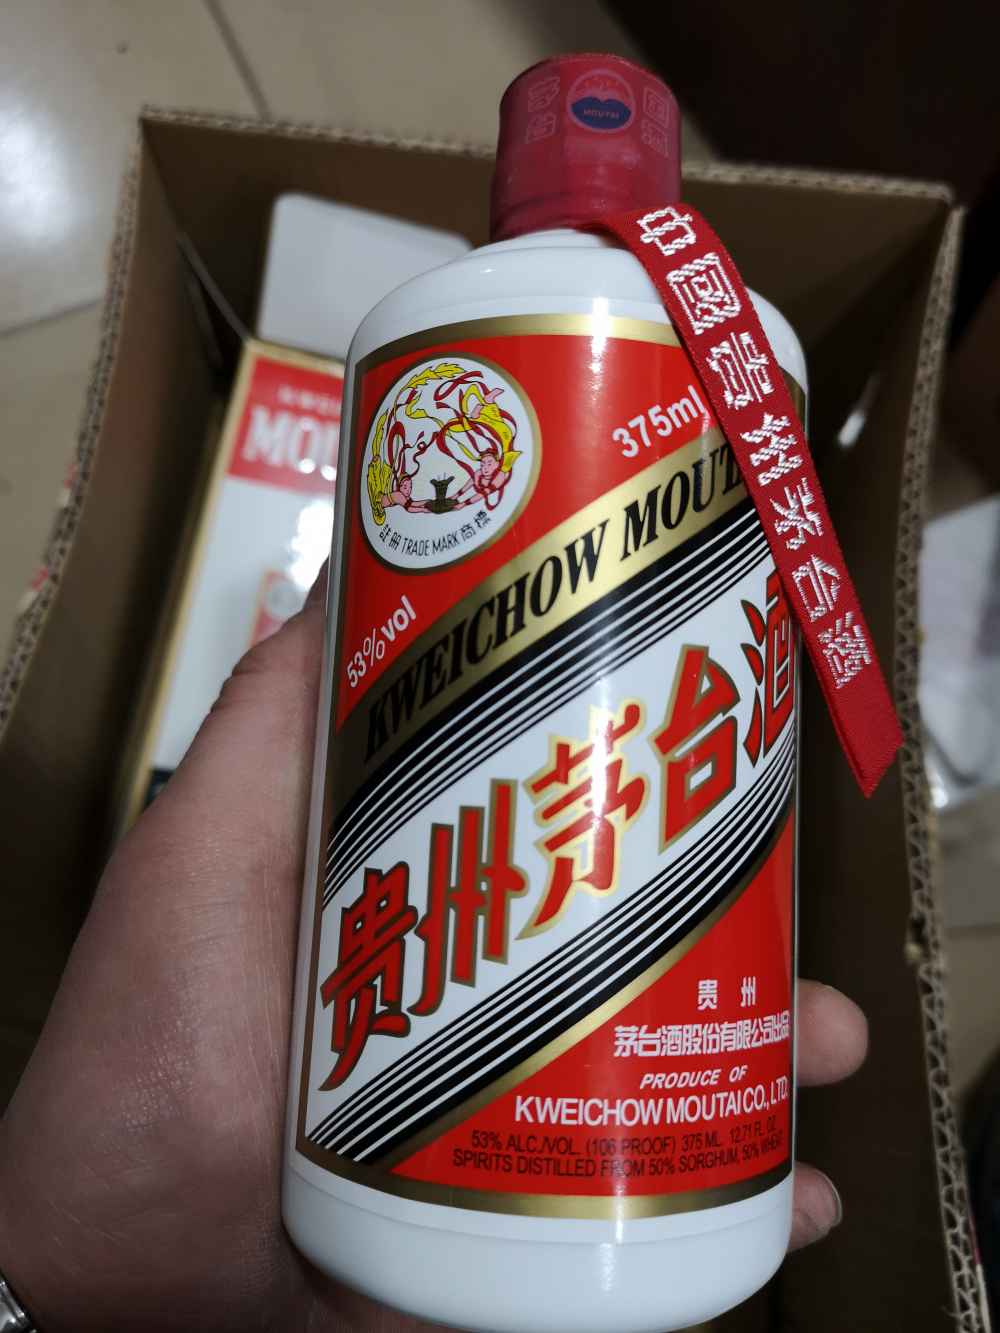 MOUTAI
中国贵州茅台酒
375ml
註册 TRADE MARK 商標
53%vol
KWEICHOW MOUT
贵州茅台酒
贵 州
茅台酒股份有限公司出品
PRODUCE OF
KWEICHOW MOUTAI CO., LTD.
53% ALC./VOL. (106 PROOF) 375 ML. 12.71 FL. OZ.
SPIRITS DISTILLED FROM 50% SORGHUM, 50% WHEAT
KWEI
MOU